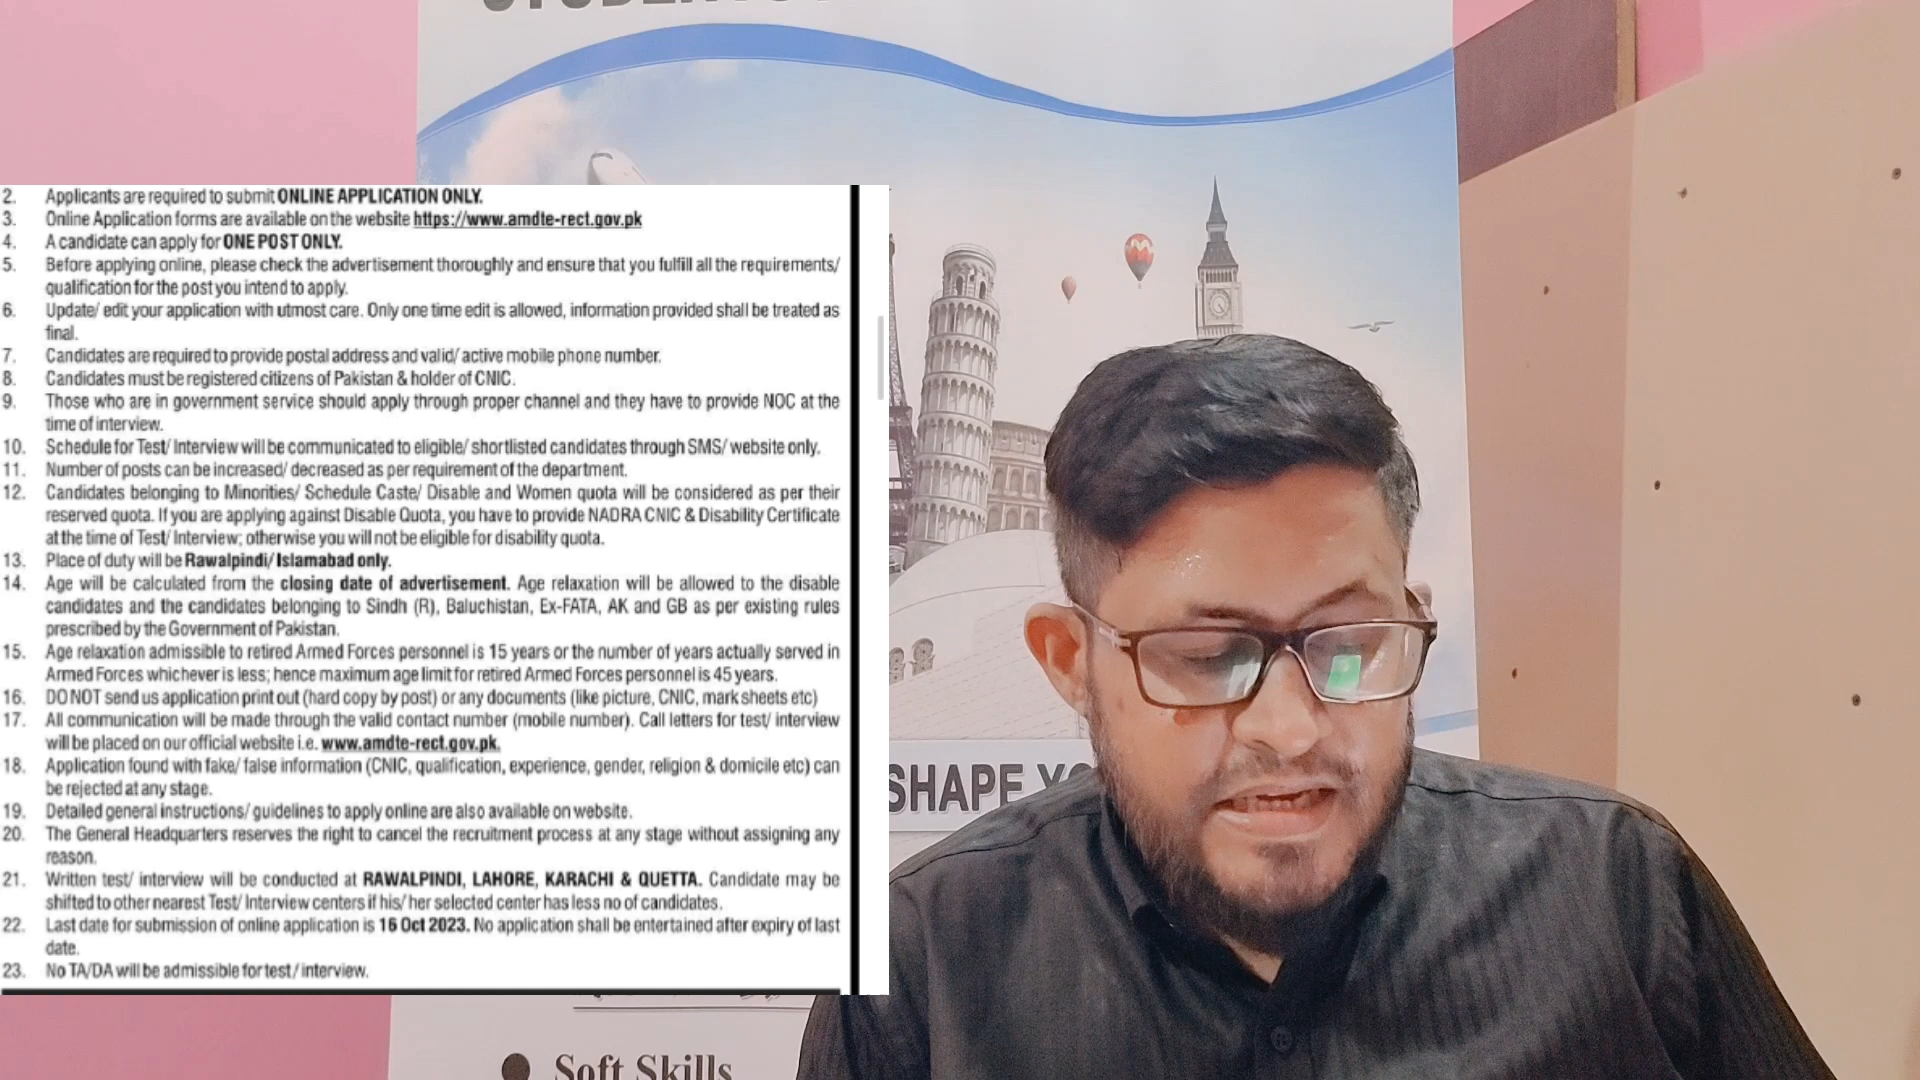 2. Applicants are required to submit ONLINE APPLICATION ONLY.
3. Online Application forms are available on the website https://www.amdte-rect.gov.pk
4. A candidate can apply for ONE POST ONLY.
5. Before applying online, please check the advertisement thoroughly and ensure that you fulfill all the requirements/
qualification for the post you intend to apply.
6. Update/ edit your application with utmost care. Only one time edit is allowed, information provided shall be treated as
final.
7. Candidates are required to provide postal address and valid/ active mobile phone number.
8. Candidates must be registered citizens of Pakistan & holder of CNIC.
9. Those who are in government service should apply through proper channel and they have to provide NOC at the
time of interview.
10. Schedule for Test/ Interview will be communicated to eligible/ shortlisted candidates through SMS/ website only.
11. Number of posts can be increased/ decreased as per requirement of the department.
12. Candidates belonging to Minorities/ Schedule Caste/ Disable and Women quota will be considered as per their
reserved quota. If you are applying against Disable Quota, you have to provide NADRA CNIC & Disability Certificate
at the time of Test/ Interview; otherwise you will not be eligible for disability quota.
13. Place of duty will be Rawalpindi/ Islamabad only.
14. Age will be calculated from the closing date of advertisement. Age relaxation will be allowed to the disable
candidates and the candidates belonging to Sindh (R), Baluchistan, Ex-FATA, AK and GB as per existing rules
prescribed by the Government of Pakistan.
15. Age relaxation admissible to retired Armed Forces personnel is 15 years or the number of years actually served in
Armed Forces whichever is less; hence maximum age limit for retired Armed Forces personnel is 45 years.
16. DO NOT send us application print out (hard copy by post) or any documents (like picture, CNIC, mark sheets etc)
17. All communication will be made through the valid contact number (mobile number). Call letters for test/ interview
will be placed on our official website i.e. www.amdte-rect.gov.pk.
18. Application found with fake/ false information (CNIC, qualification, experience, gender, religion & domicile etc) can
be rejected at any stage.
19. Detailed general instructions/ guidelines to apply online are also available on website.
20. The General Headquarters reserves the right to cancel the recruitment process at any stage without assigning any
reason.
21. Written test/ interview will be conducted at RAWALPINDI, LAHORE, KARACHI & QUETTA. Candidate may be
shifted to other nearest Test/ Interview centers if his/ her selected center has less no of candidates.
22. Last date for submission of online application is 16 Oct 2023. No application shall be entertained after expiry of last
date.
23. No TA/DA will be admissible for test/ interview.
SHAPE
Soft Skills